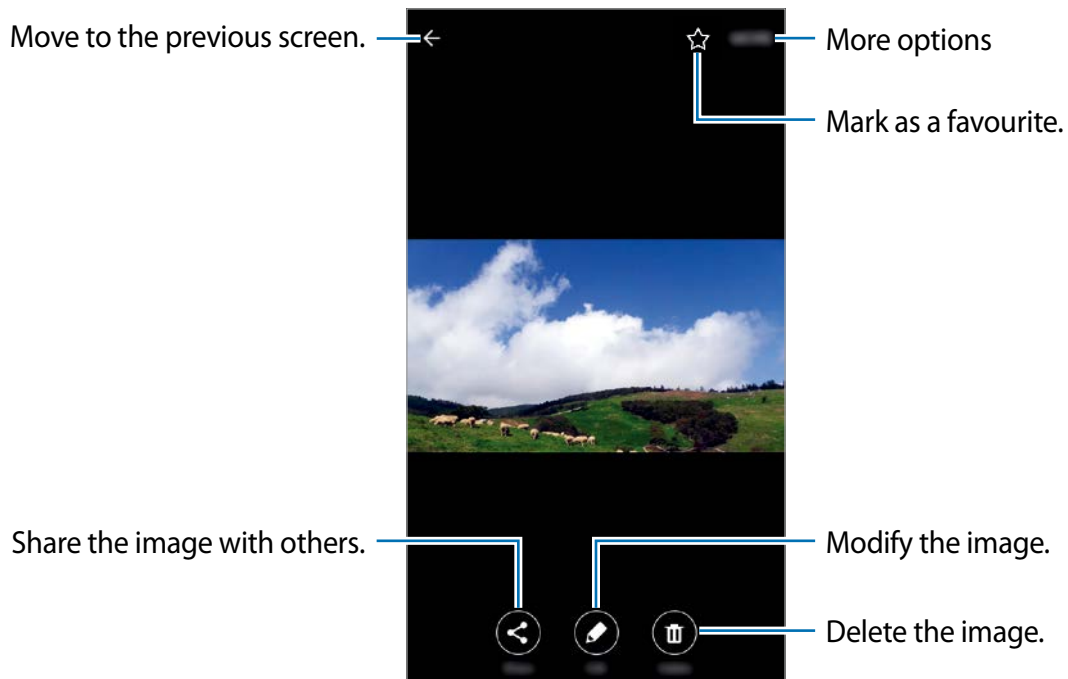 Move to the previous screen.
More options
Mark as a favourite.
Share the image with others.
Modify the image.
Delete the image.